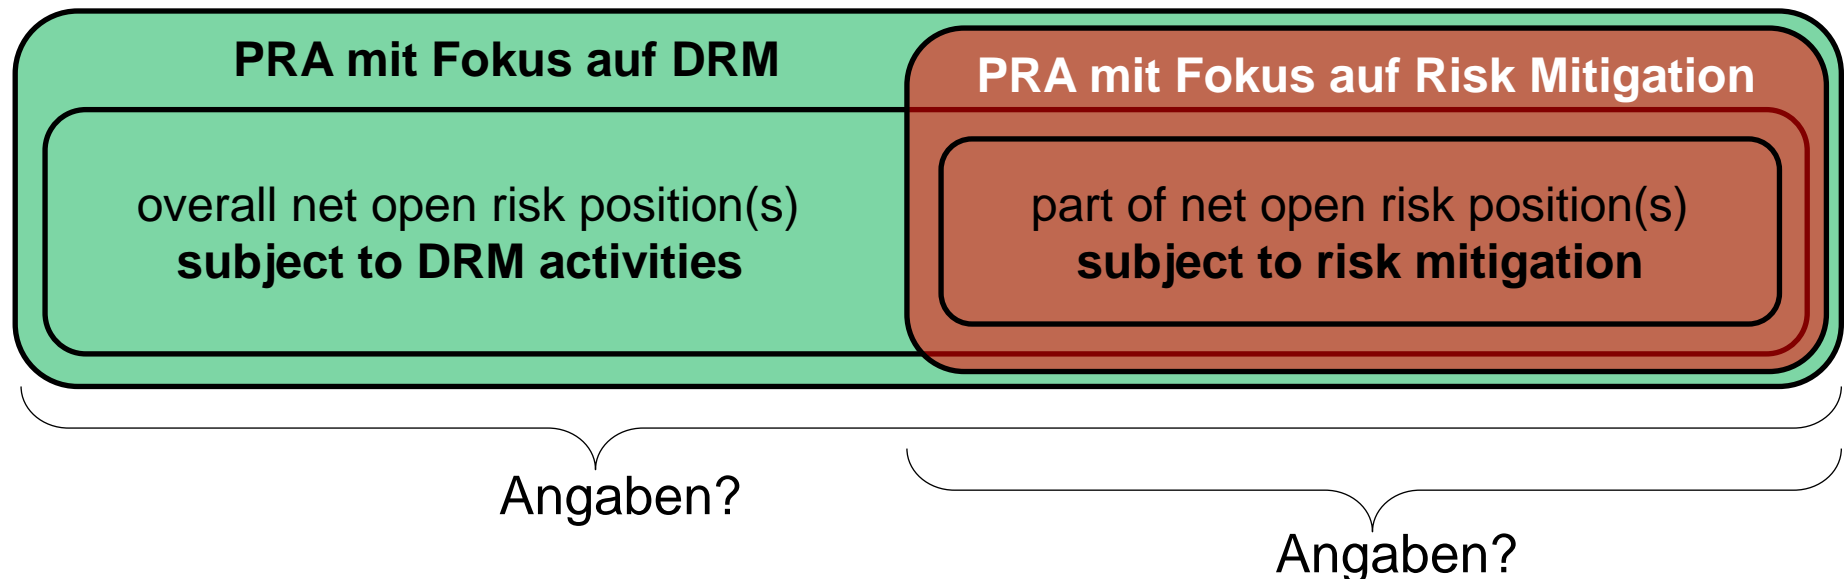 PRA mit Fokus auf DRM
PRA mit Fokus auf Risk Mitigation
overall net open risk position(s)
subject to DRM activities
part of net open risk position(s)
subject to risk mitigation
Angaben?
Angaben?